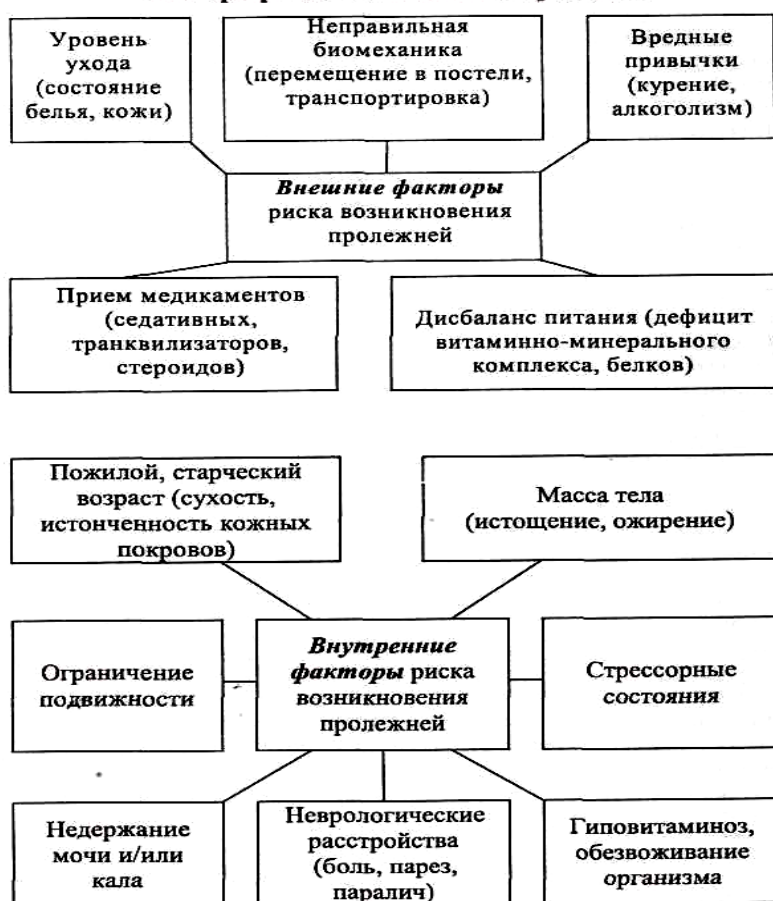 Уровень
ухода
(состояние
белья, кожи)
Неправильная
биомеханика
(перемещение в постели,
транспортировка)
Вредные
привычки
(курение,
алкоголизм)
Внешние факторы
риска возникновения
пролежней
Прием медикаментов
(седативных,
транквилизаторов,
стероидов)
Дисбаланс питания (дефицит
витаминно-минерального
комплекса, белков)
Пожилой, старческий
возраст (сухость,
истонченность кожных
покровов)
Масса тела
(истощение, ожирение)
Ограничение
подвижности
Внутренние
факторы риска
возникновения
пролежней
Стрессорные
состояния
Недержание
мочи и/или
кала
Неврологические
расстройства
(боль, парез,
паралич)
Гиповитаминоз,
обезвоживание
организма